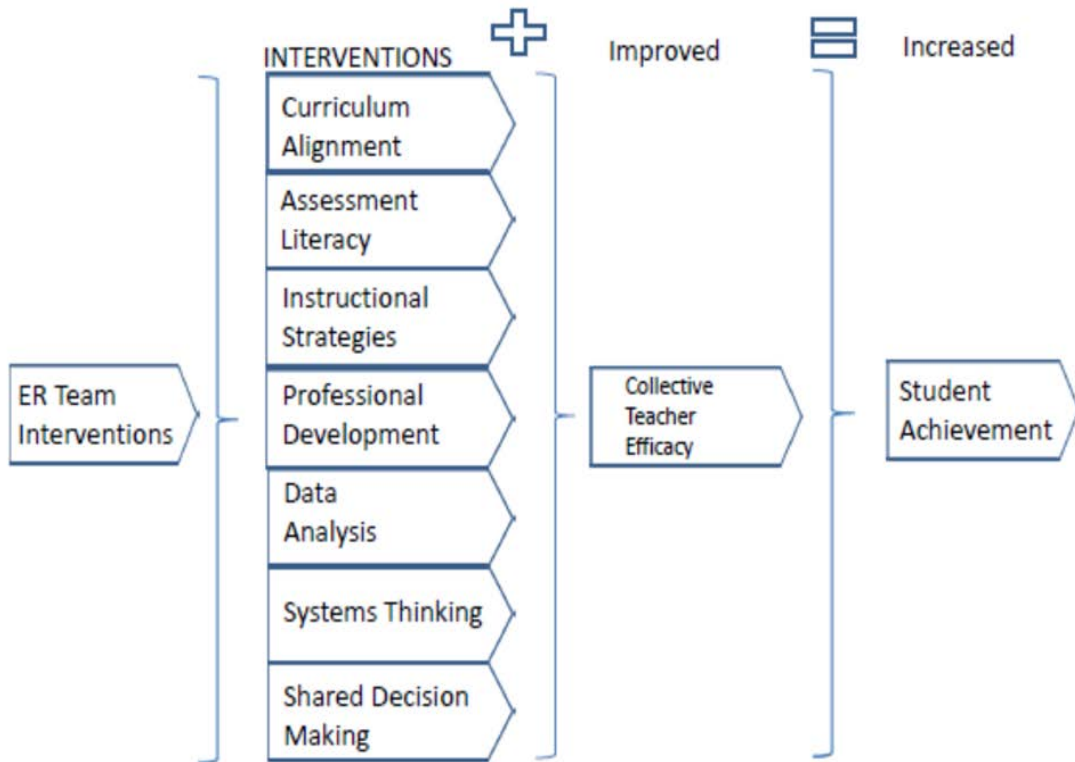 INTERVENTIONS
Improved
Increased
ER Team
Interventions
Curriculum
Alignment
Assessment
Literacy
Instructional
Strategies
Professional
Development
Data
Analysis
Systems Thinking
Shared Decision
Making
Collective
Teacher
Efficacy
Student
Achievement